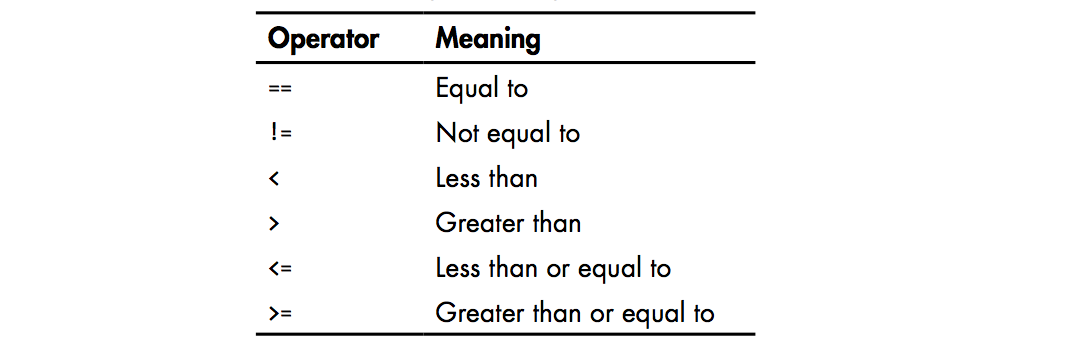 Operator Meaning
== Equal to
!= Not equal to
< Less than
> Greater than
<= Less than or equal to
>= Greater than or equal to